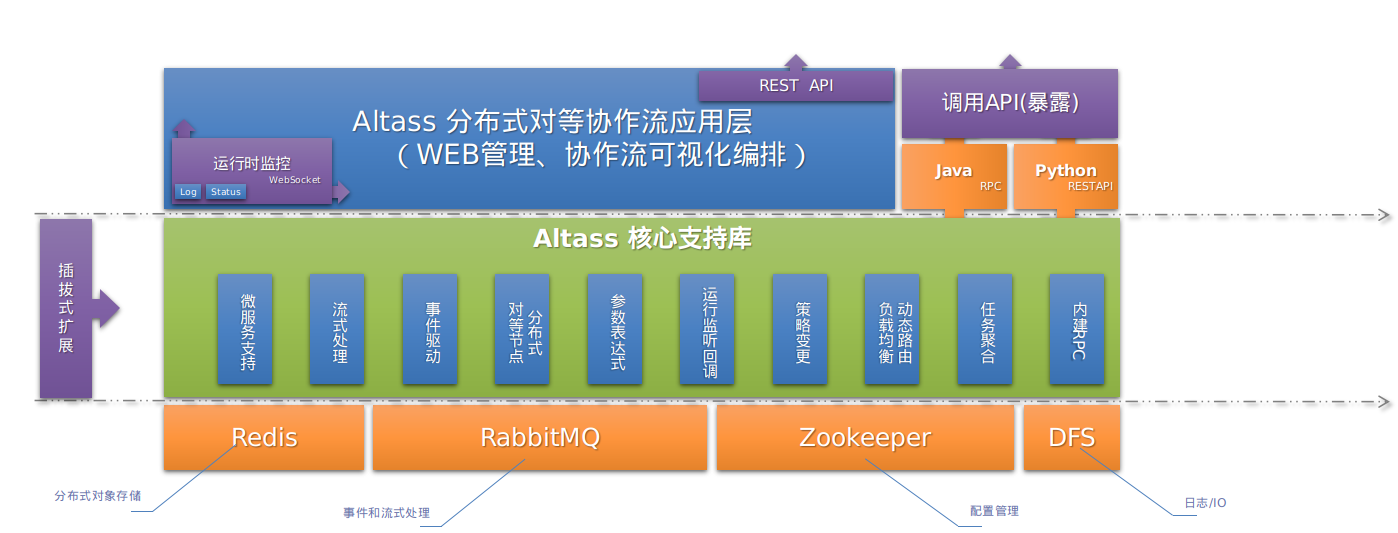 REST API
调用API(暴露)
Altass 分布式对等协作流应用层
（WEB管理、协作流可视化编排）
运行时监控
WebSocket
Log
Status
Java
RPC
Python
RESTAPI
插拔式扩展
Altass 核心支持库
微服务支持
流式处理
事件驱动
分布式
对等节点
参数表达式
运行监听回调
策略变更
动态路由
负载均衡
任务聚合
内建RPC
Redis
RabbitMQ
Zookeeper
DFS
分布式对象存储
事件和流式处理
配置管理
日志/IO